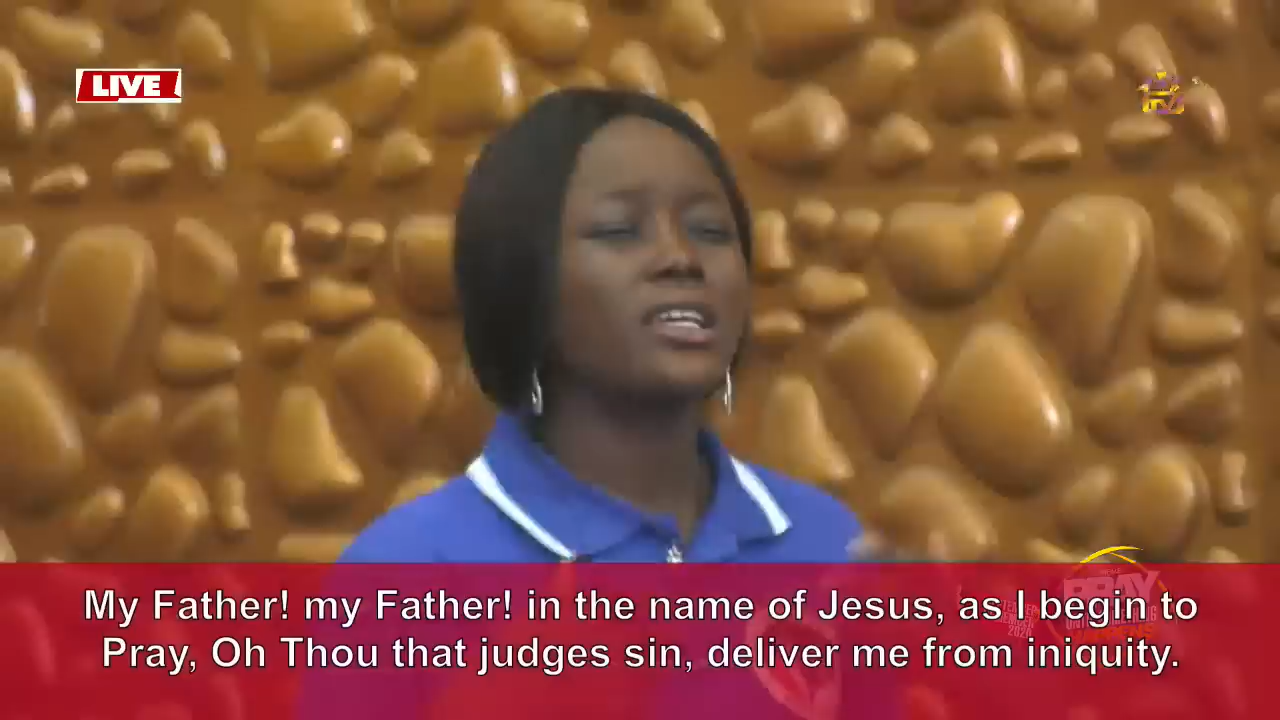 LIVE
My Father! my Father! in the name of Jesus, as I begin to
Pray, Oh Thou that judges sin, deliver me from iniquity.
PRAY